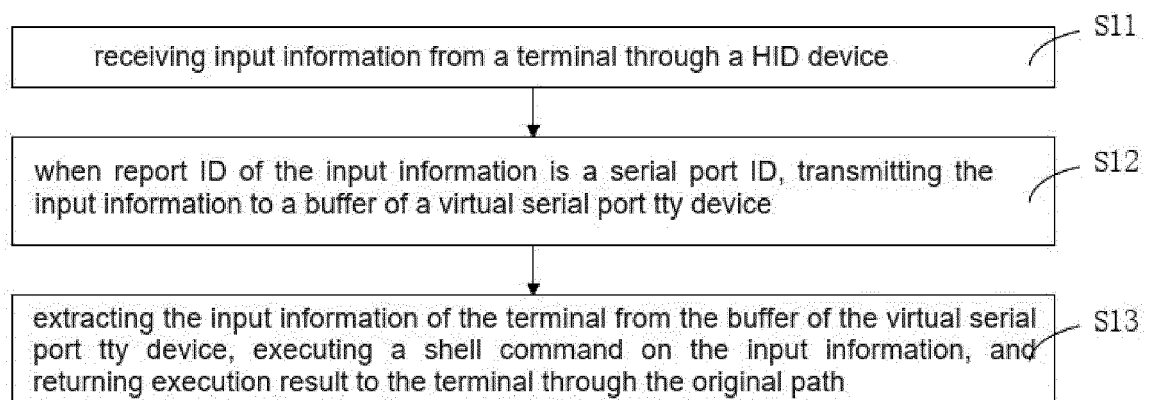 receiving input information from a terminal through a HID device
S11
when report ID of the input information is a serial port ID, transmitting the
input information to a buffer of a virtual serial port tty device
S12
extracting the input information of the terminal from the buffer of the virtual serial
port tty device, executing a shell command on the input information, and
returning execution result to the terminal through the original path
S13